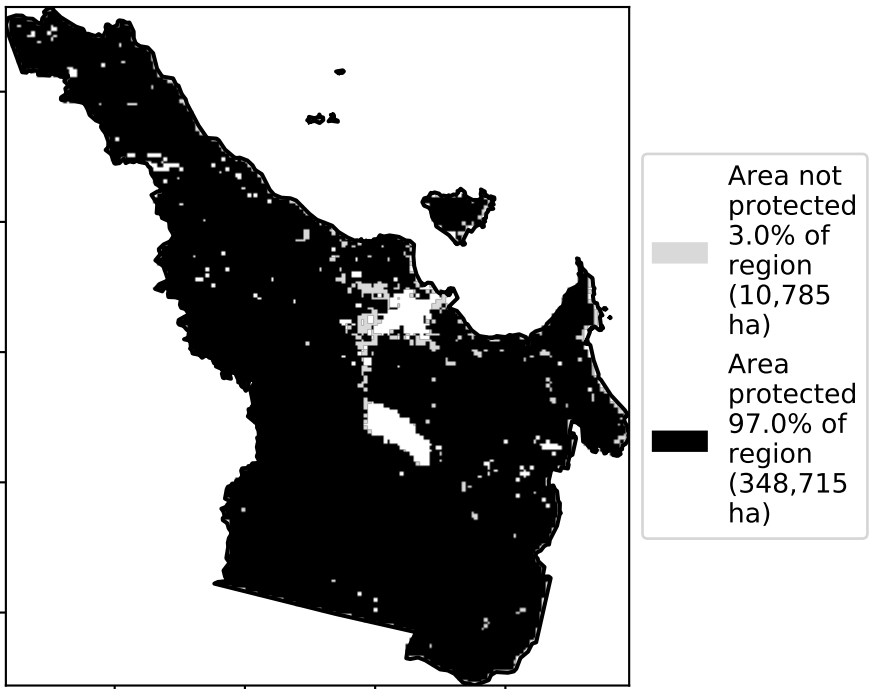 Area not
protected
3.0% of
region
(10,785
ha)
Area
protected
97.0% of
region
(348,715
ha)